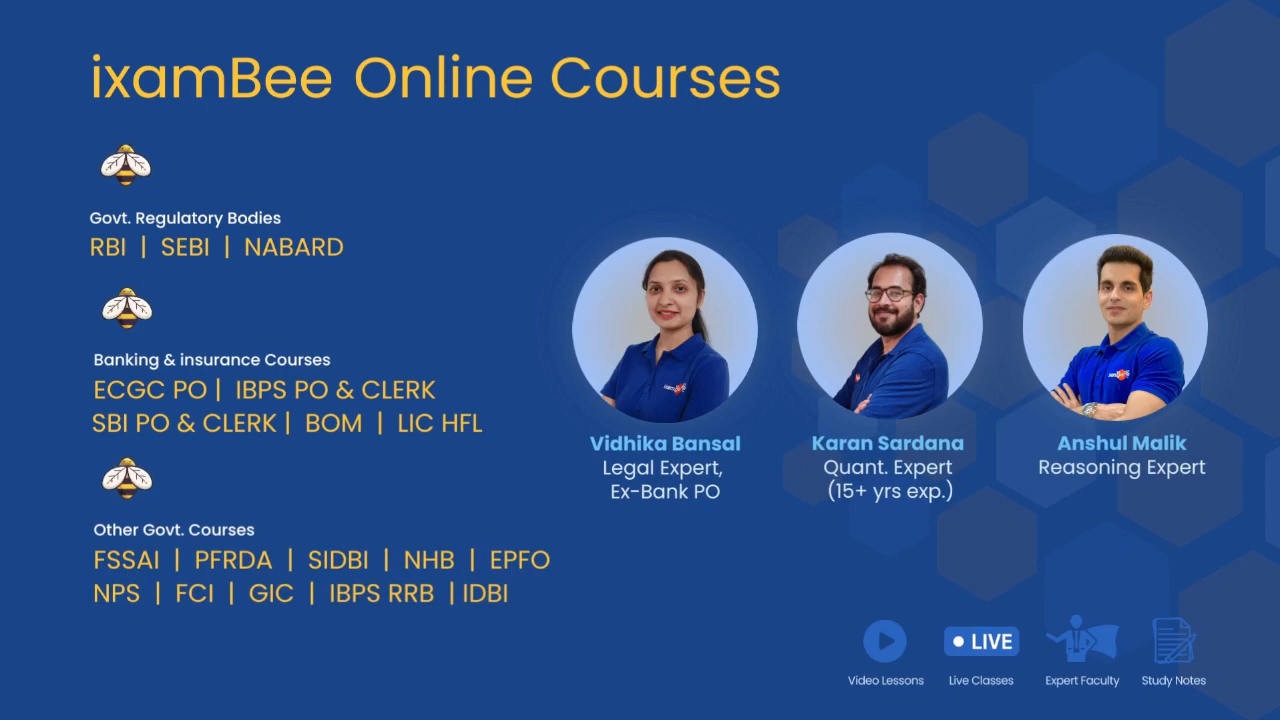 ixamBee Online Courses
Govt. Regulatory Bodies
RBI | SEBI | NABARD
Banking & insurance Courses
ECGC PO | IBPS PO & CLERK
SBI PO & CLERK | BOM | LIC HFL
Other Govt. Courses
FSSAI | PFRDA | SIDBI | NHB | EPFO
NPS | FCI | GIC | IBPS RRB | IDBI
Vidhika Bansal
Legal Expert,
Ex-Bank PO
Karan Sardana
Quant. Expert
(15+ yrs exp.)
Anshul Malik
Reasoning Expert
LIVE
Video Lessons
Live Classes
Expert Faculty
Study Notes